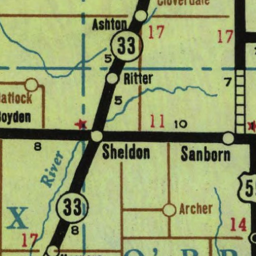 Cloverdale
Ashton
17
17
33
5
Ritter
7
5
Matlock
Boyden
11
10
8
Sheldon
Sanborn
River
5
33
Archer
X
8
14
17
O'B R